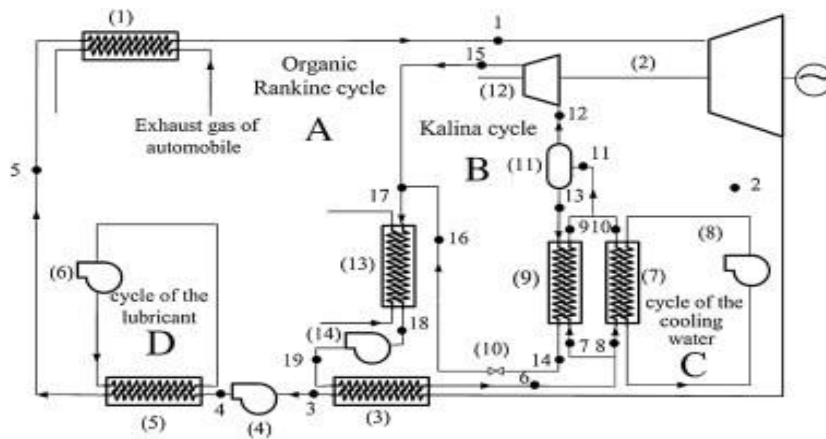 (1)
1
15
Organic
Rankine cycle
A
(12)
(2)
12
Exhaust gas of
automobile
Kalina cycle
B
(11)
11
5
17
13
2
16
9
10
(8)
(6)
(13)
(9)
(7)
cycle of the
lubricant
D
cycle of the
cooling
water
C
(14)
18
19
(10)
14
7
8
6
4
3
(5)
(4)
(3)